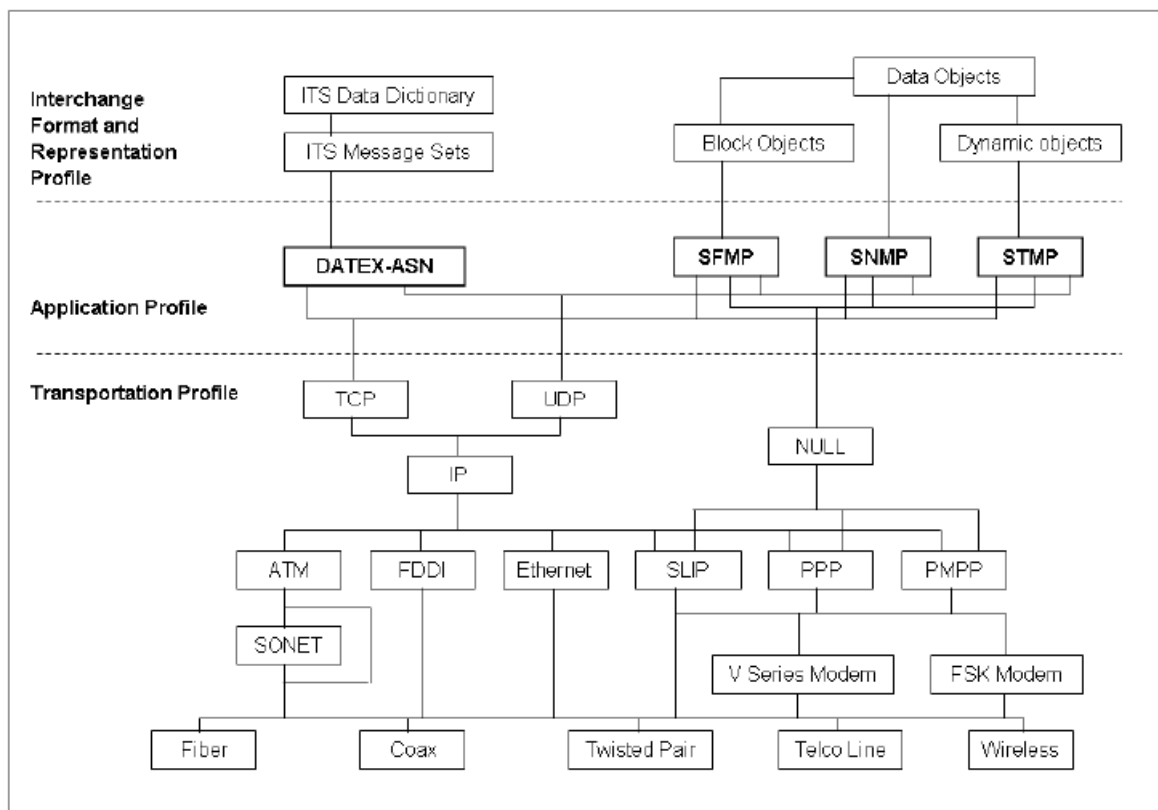 Interchange
Format and
Representation
Profile
ITS Data Dictionary
ITS Message Sets
Data Objects
Block Objects
Dynamic objects
Application Profile
DATEX-ASN
SFMP
SNMP
STMP
Transportation Profile
TCP
UDP
NULL
IP
ATM
FDDI
Ethernet
SLIP
PPP
PMPP
SONET
V Series Modem
FSK Modem
Fiber
Coax
Twisted Pair
Telco Line
Wireless